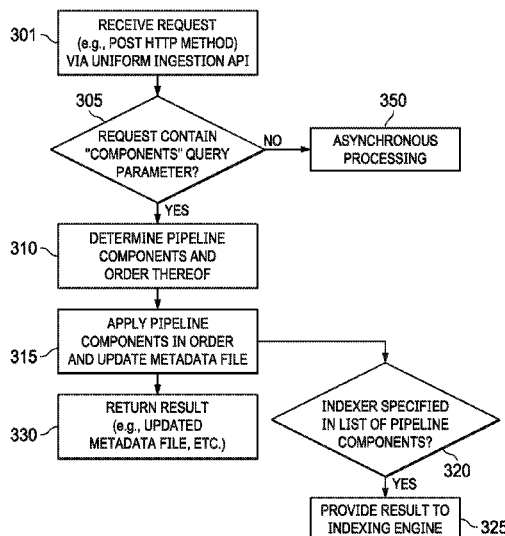 301
RECEIVE REQUEST
(e.g., POST HTTP METHOD)
VIA UNIFORM INGESTION API
305
REQUEST CONTAIN
"COMPONENTS" QUERY
PARAMETER?
NO
350
ASYNCHRONOUS
PROCESSING
YES
310
DETERMINE PIPELINE
COMPONENTS AND
ORDER THEREOF
315
APPLY PIPELINE
COMPONENTS IN ORDER
AND UPDATE METADATA FILE
330
RETURN RESULT
(e.g., UPDATED
METADATA FILE, ETC.)
INDEXER SPECIFIED
IN LIST OF PIPELINE
COMPONENTS?
320
YES
PROVIDE RESULT TO
INDEXING ENGINE
325